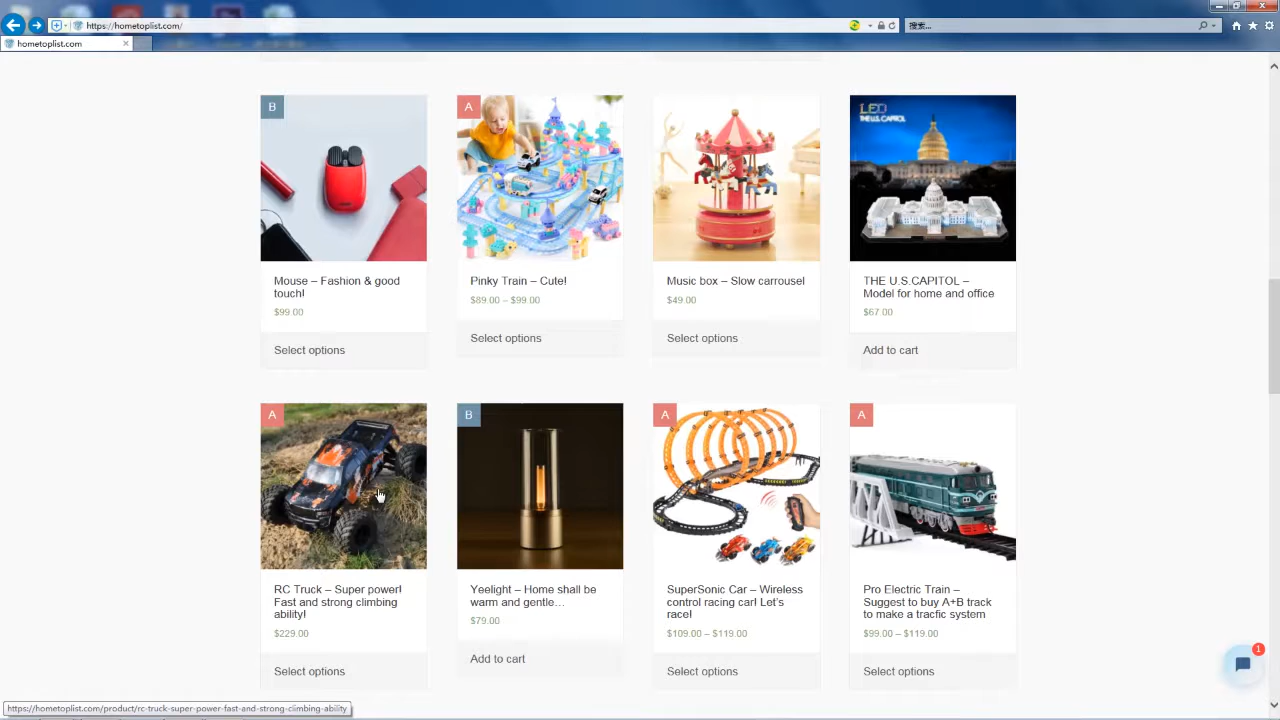 https://hometoplist.com/
搜索...
hometoplist.com
B
A
LED
THE U.S. CAPITOL
Mouse – Fashion & good
touch!
$99.00
Select options
Pinky Train – Cute!
$89.00 – $99.00
Select options
Music box – Slow carrousel
$49.00
Select options
THE U.S.CAPITOL –
Model for home and office
$67.00
Add to cart
A
B
A
A
RC Truck – Super power!
Fast and strong climbing
ability!
$229.00
Select options
Yeelight – Home shall be
warm and gentle…
$79.00
Add to cart
SuperSonic Car – Wireless
control racing car! Let's
race!
$109.00 – $119.00
Select options
Pro Electric Train –
Suggest to buy A+B track
to make a tracfic system
$99.00 – $119.00
Select options
1
https://hometoplist.com/product/rc-truck-super-power-fast-and-strong-climbing-ability